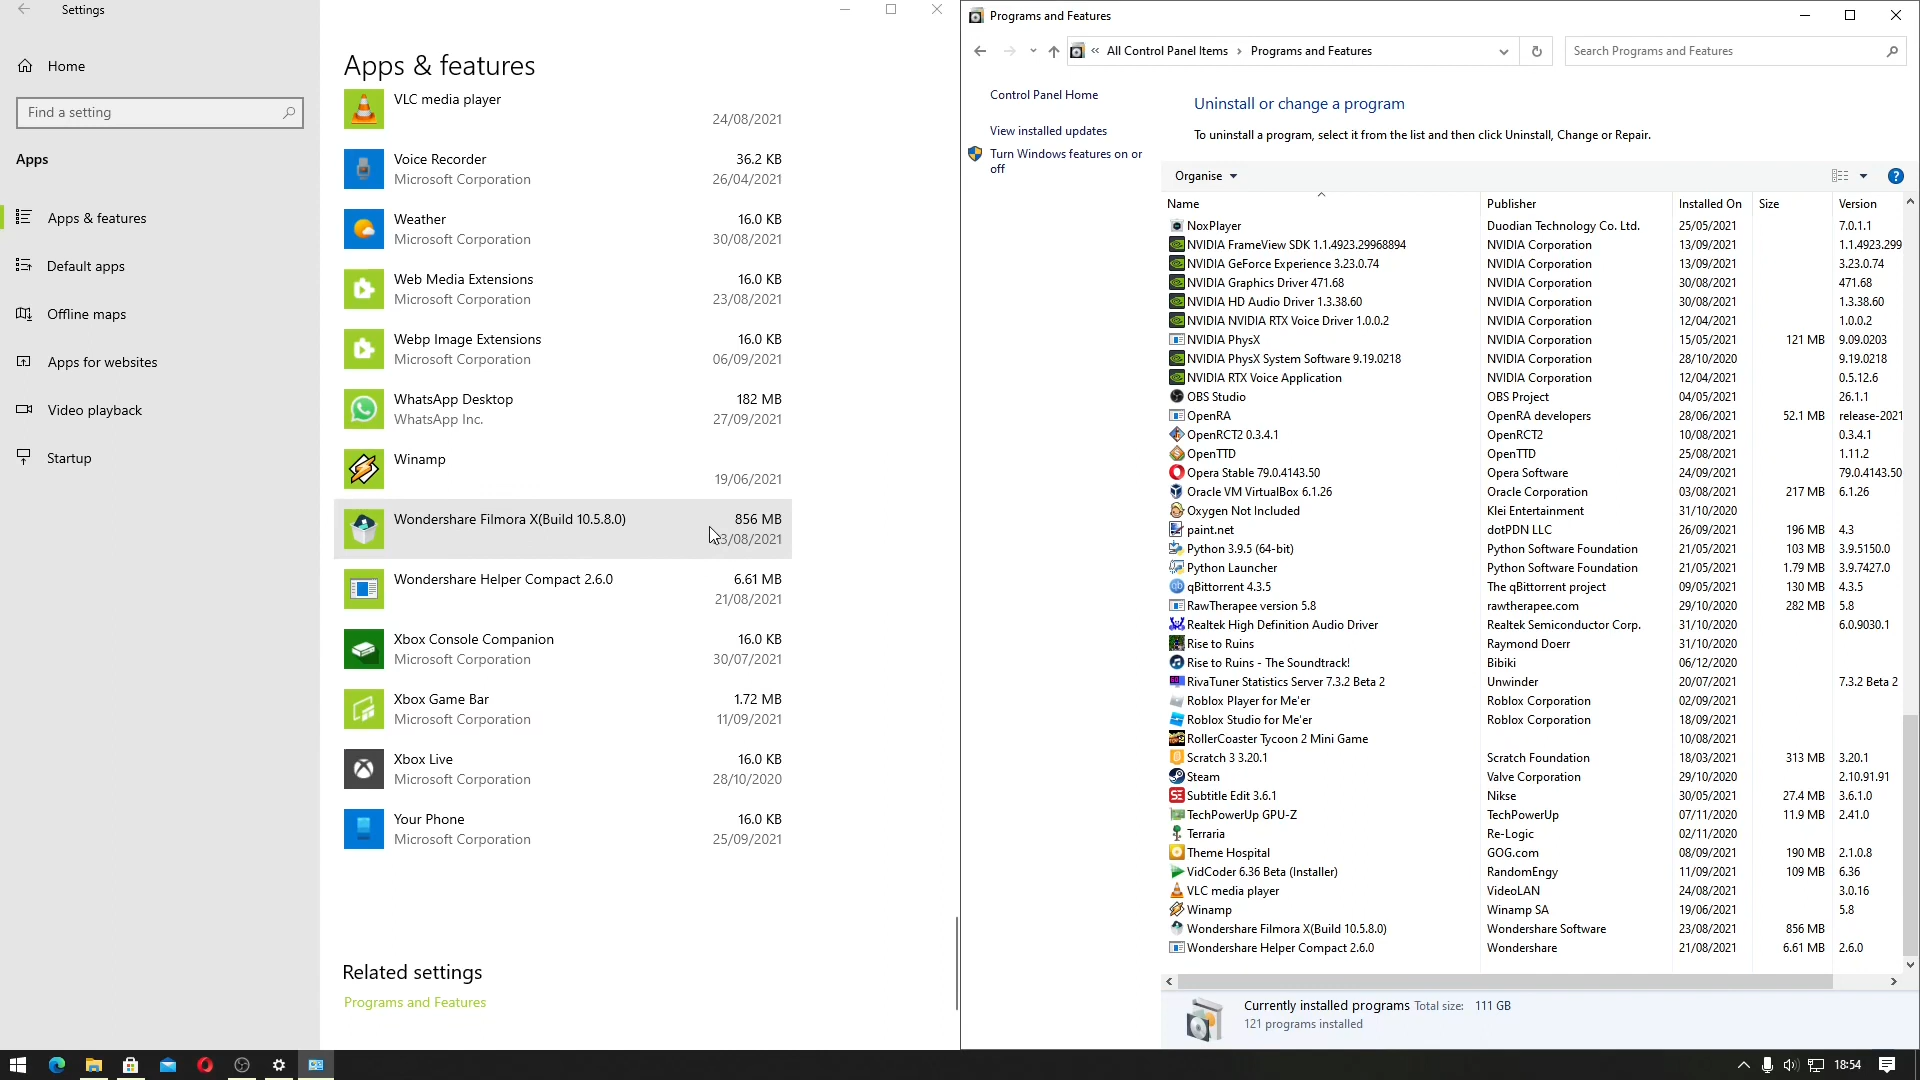 Settings
Home
Find a setting
Apps
Apps & features
Default apps
Offline maps
Apps for websites
Video playback
Startup
Apps & features
VLC media player
24/08/2021
Voice Recorder 36.2 KB
Microsoft Corporation 26/04/2021
Weather 16.0 KB
Microsoft Corporation 30/08/2021
Web Media Extensions 16.0 KB
Microsoft Corporation 23/08/2021
Webp Image Extensions 16.0 KB
Microsoft Corporation 06/09/2021
WhatsApp Desktop 182 MB
WhatsApp Inc. 27/09/2021
Winamp
19/06/2021
Wondershare Filmora X(Build 10.5.8.0) 856 MB
3/08/2021
Wondershare Helper Compact 2.6.0 6.61 MB
21/08/2021
Xbox Console Companion 16.0 KB
Microsoft Corporation 30/07/2021
Xbox Game Bar 1.72 MB
Microsoft Corporation 11/09/2021
Xbox Live 16.0 KB
Microsoft Corporation 28/10/2020
Your Phone 16.0 KB
Microsoft Corporation 25/09/2021
Related settings
Programs and Features
Programs and Features
« All Control Panel Items › Programs and Features
Search Programs and Features
Control Panel Home
View installed updates
Turn Windows features on or
off
Uninstall or change a program
To uninstall a program, select it from the list and then click Uninstall, Change or Repair.
Organise
Name Publisher Installed On Size Version
NoxPlayer Duodian Technology Co. Ltd. 25/05/2021 7.0.1.1
NVIDIA FrameView SDK 1.1.4923.29968894 NVIDIA Corporation 13/09/2021 1.1.4923.299
NVIDIA GeForce Experience 3.23.0.74 NVIDIA Corporation 13/09/2021 3.23.0.74
NVIDIA Graphics Driver 471.68 NVIDIA Corporation 30/08/2021 471.68
NVIDIA HD Audio Driver 1.3.38.60 NVIDIA Corporation 30/08/2021 1.3.38.60
NVIDIA NVIDIA RTX Voice Driver 1.0.0.2 NVIDIA Corporation 12/04/2021 1.0.0.2
NVIDIA PhysX NVIDIA Corporation 15/05/2021 121 MB 9.09.0203
NVIDIA PhysX System Software 9.19.0218 NVIDIA Corporation 28/10/2020 9.19.0218
NVIDIA RTX Voice Application NVIDIA Corporation 12/04/2021 0.5.12.6
OBS Studio OBS Project 04/05/2021 26.1.1
OpenRA OpenRA developers 28/06/2021 52.1 MB release-2021
OpenRCT2 0.3.4.1 OpenRCT2 10/08/2021 0.3.4.1
OpenTTD OpenTTD 25/08/2021 1.11.2
Opera Stable 79.0.4143.50 Opera Software 24/09/2021 79.0.4143.50
Oracle VM VirtualBox 6.1.26 Oracle Corporation 03/08/2021 217 MB 6.1.26
Oxygen Not Included Klei Entertainment 31/10/2020
paint.net dotPDN LLC 26/09/2021 196 MB 4.3
Python 3.9.5 (64-bit) Python Software Foundation 21/05/2021 103 MB 3.9.5150.0
Python Launcher Python Software Foundation 21/05/2021 1.79 MB 3.9.7427.0
qBittorrent 4.3.5 The qBittorrent project 09/05/2021 130 MB 4.3.5
RawTherapee version 5.8 rawtherapee.com 29/10/2020 282 MB 5.8
Realtek High Definition Audio Driver Realtek Semiconductor Corp. 31/10/2020 6.0.9030.1
Rise to Ruins Raymond Doerr 31/10/2020
Rise to Ruins - The Soundtrack! Bibiki 06/12/2020
RivaTuner Statistics Server 7.3.2 Beta 2 Unwinder 20/07/2021 7.3.2 Beta 2
Roblox Player for Me'er Roblox Corporation 02/09/2021
Roblox Studio for Me'er Roblox Corporation 18/09/2021
RollerCoaster Tycoon 2 Mini Game 10/08/2021
Scratch 3 3.20.1 Scratch Foundation 18/03/2021 313 MB 3.20.1
Steam Valve Corporation 29/10/2020 2.10.91.91
Subtitle Edit 3.6.1 Nikse 30/05/2021 27.4 MB 3.6.1.0
TechPowerUp GPU-Z TechPowerUp 07/11/2020 11.9 MB 2.41.0
Terraria Re-Logic 02/11/2020
Theme Hospital GOG.com 08/09/2021 190 MB 2.1.0.8
VidCoder 6.36 Beta (Installer) RandomEngy 11/09/2021 109 MB 6.36
VLC media player VideoLAN 24/08/2021 3.0.16
Winamp Winamp SA 19/06/2021 5.8
Wondershare Filmora X(Build 10.5.8.0) Wondershare Software 23/08/2021 856 MB
Wondershare Helper Compact 2.6.0 Wondershare 21/08/2021 6.61 MB 2.6.0
Currently installed programs Total size: 111 GB
121 programs installed
18:54